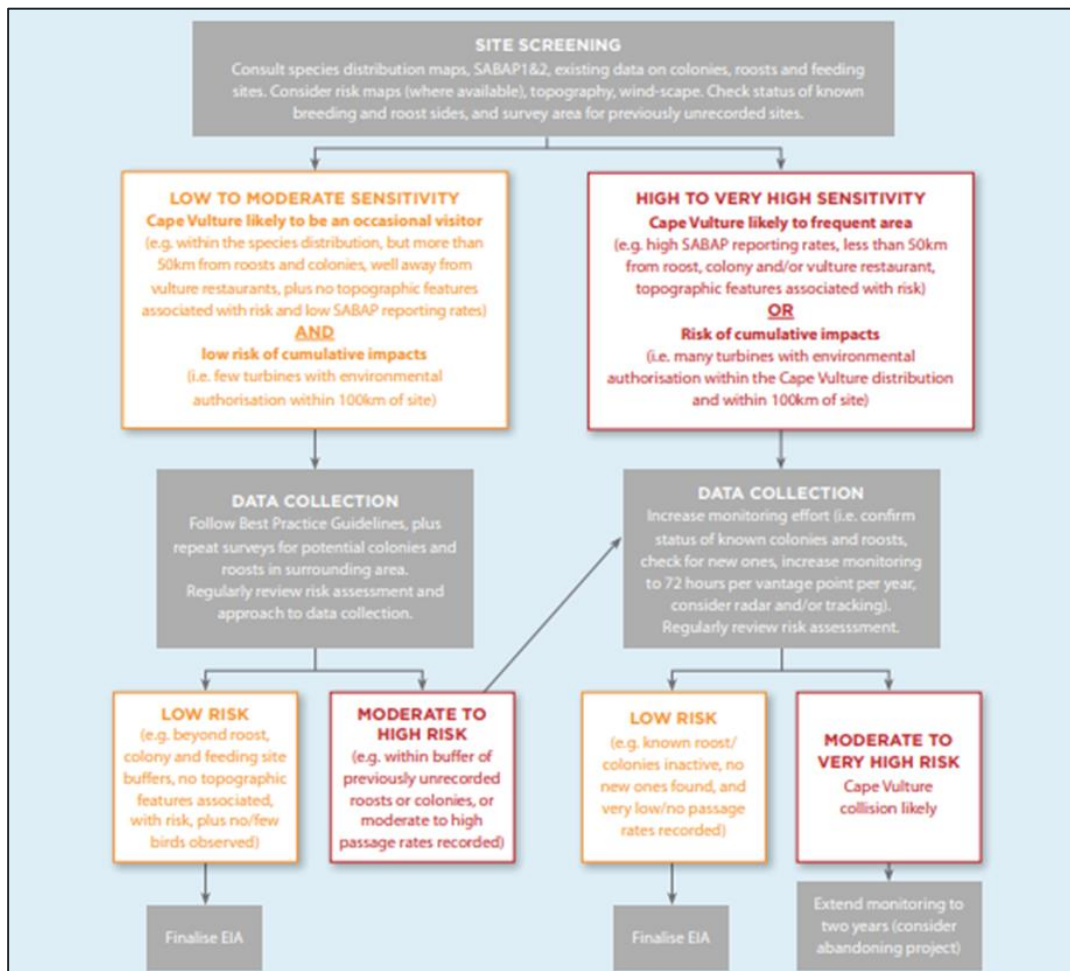 SITE SCREENING
Consult species distribution maps, SABAP1&2, existing data on colonies, roosts and feeding
sites. Consider risk maps (where available), topography, wind-scape. Check status of known
breeding and roost sides, and survey area for previously unrecorded sites.
LOW TO MODERATE SENSITIVITY
Cape Vulture likely to be an occasional visitor
(e.g. within the species distribution, but more than
50km from roosts and colonies, well away from
vulture restaurants, plus no topographic features
associated with risk and low SABAP reporting rates)
AND
low risk of cumulative impacts
(i.e. few turbines with environmental
authorisation within 100km of site)
HIGH TO VERY HIGH SENSITIVITY
Cape Vulture likely to frequent area
(e.g. high SABAP reporting rates, less than 50km
from roost, colony and/or vulture restaurant,
topographic features associated with risk)
OR
Risk of cumulative impacts
(i.e. many turbines with environmental
authorisation within the Cape Vulture distribution
and within 100km of site)
DATA COLLECTION
Follow Best Practice Guidelines, plus
repeat surveys for potential colonies and
roosts in surrounding area.
Regularly review risk assessment and
approach to data collection.
DATA COLLECTION
Increase monitoring effort (i.e. confirm
status of known colonies and roosts,
check for new ones, increase monitoring
to 72 hours per vantage point per year,
consider radar and/or tracking).
Regularly review risk assesssment.
LOW RISK
(e.g. beyond roost,
colony and feeding site
buffers, no topographic
features associated,
with risk, plus no/few
birds observed)
MODERATE TO
HIGH RISK
(e.g. within buffer of
previously unrecorded
roosts or colonies, or
moderate to high
passage rates recorded)
LOW RISK
(e.g. known roost/
colonies inactive, no
new ones found, and
very low/no passage
rates recorded)
MODERATE TO
VERY HIGH RISK
Cape Vulture
collision likely
Finalise EIA
Finalise EIA
Extend monitoring to
two years (consider
abandoning project)